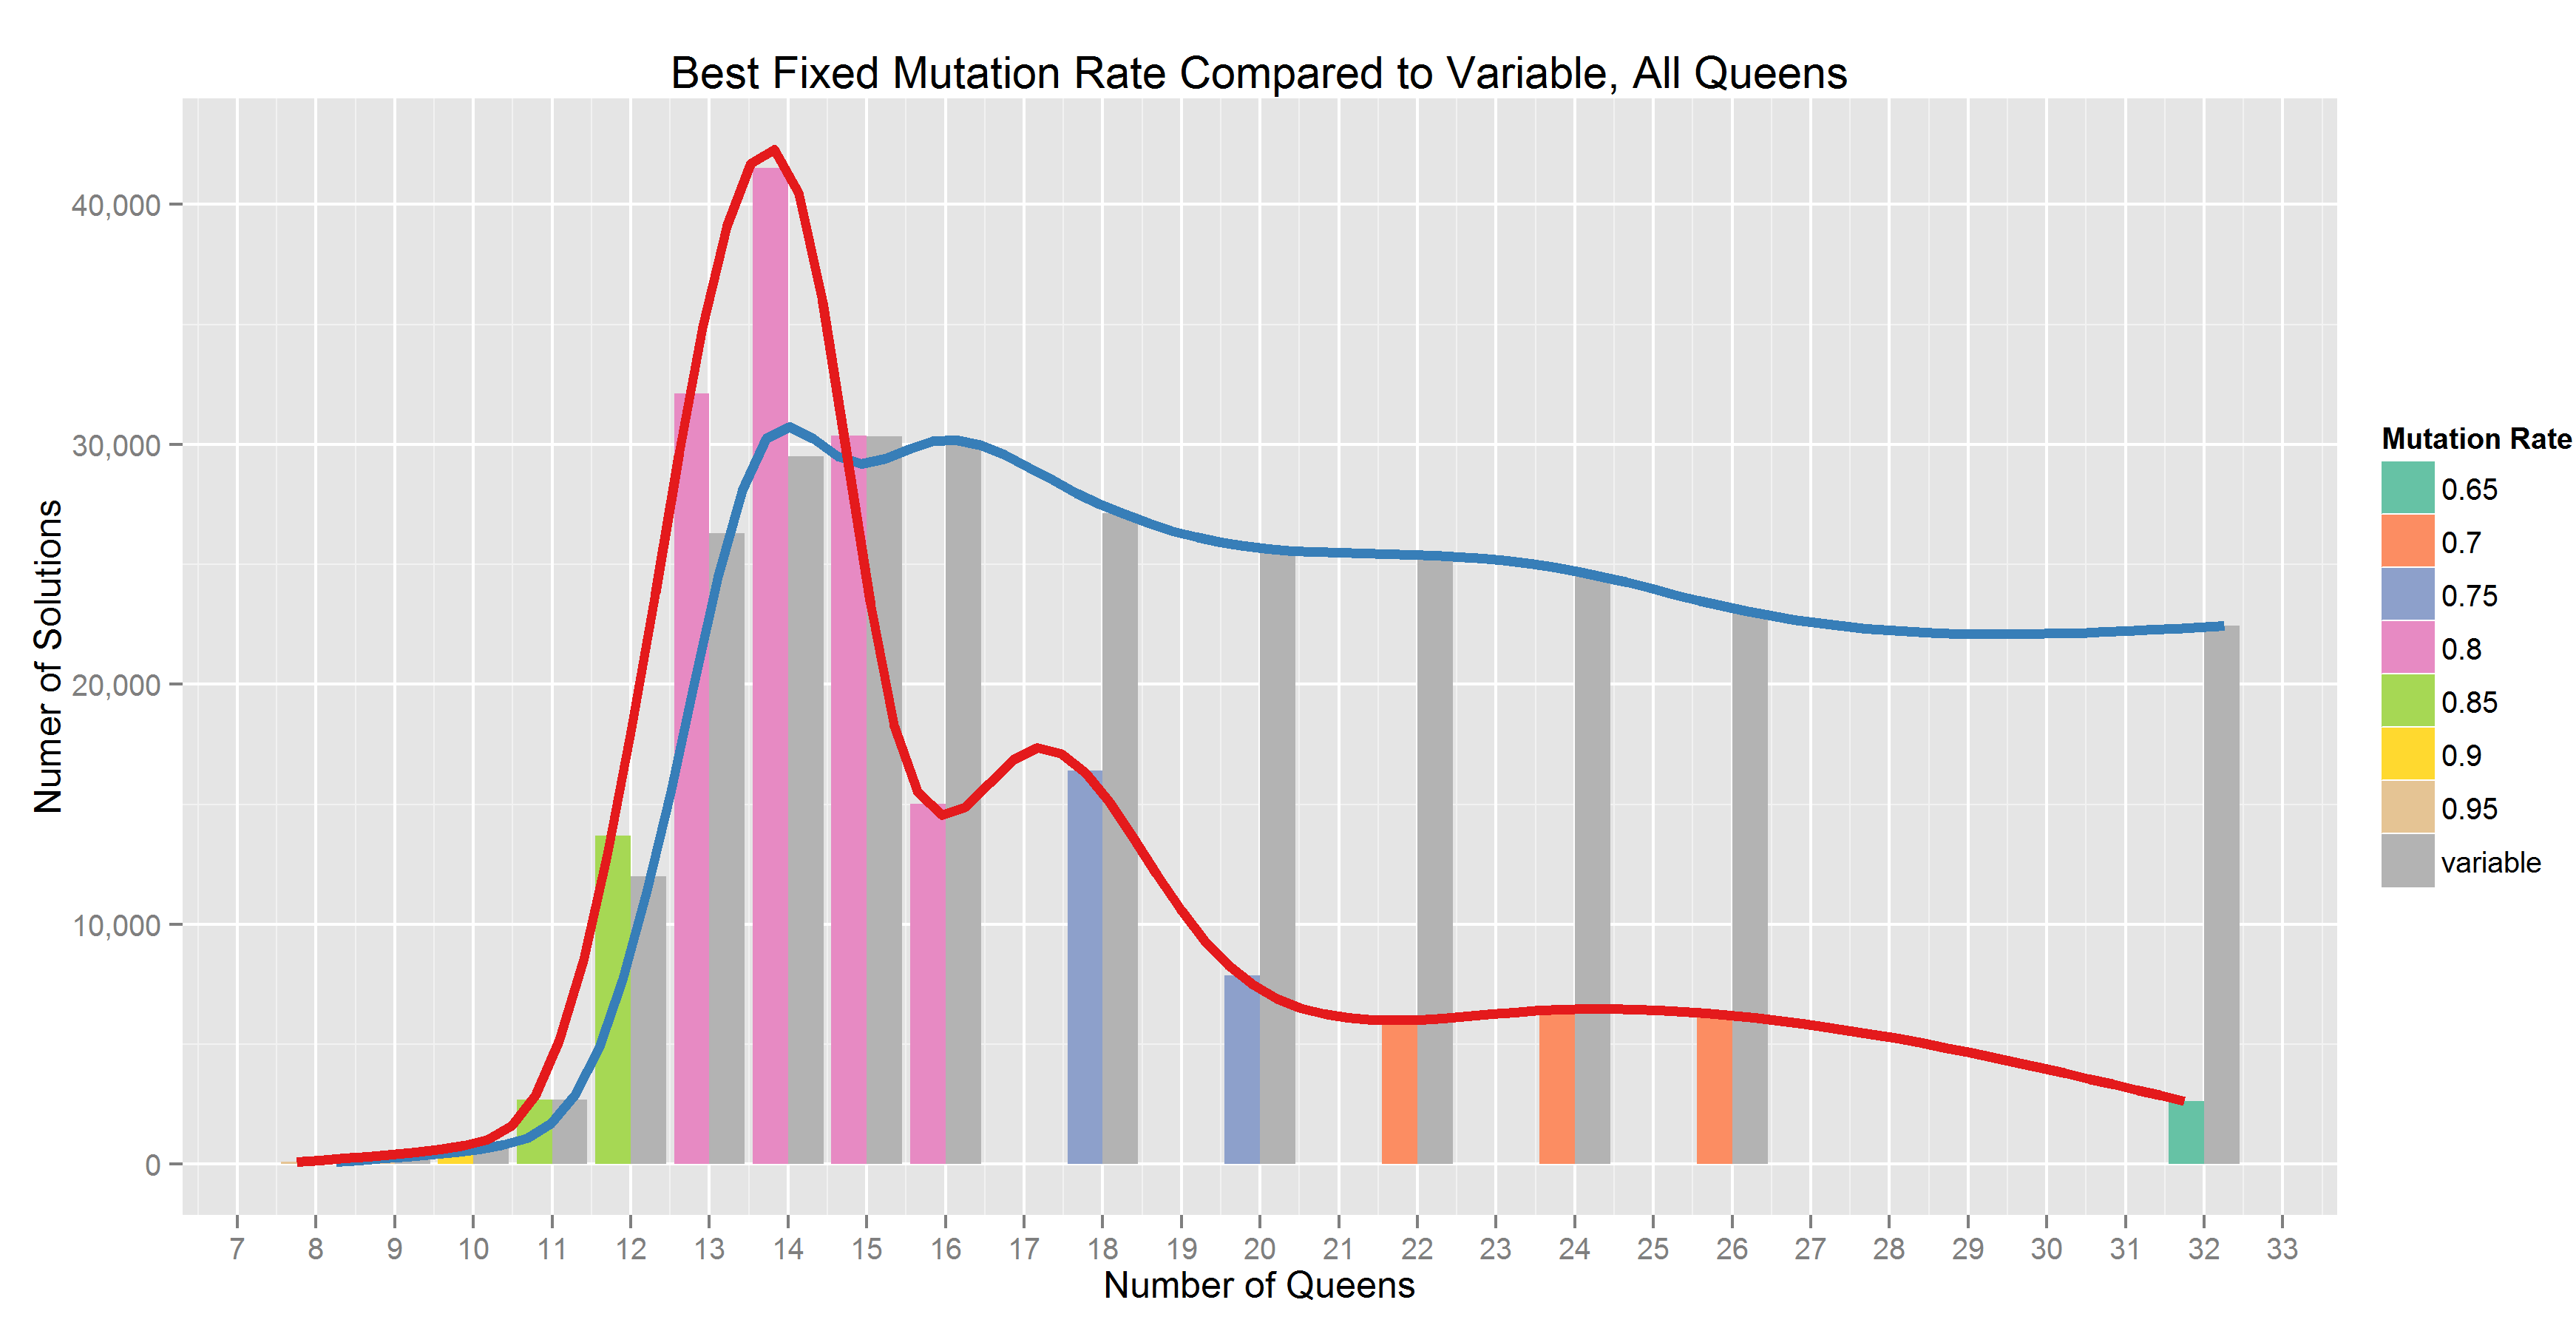 Best Fixed Mutation Rate Compared to Variable, All Queens
Numer of Solutions
40,000
30,000
20,000
10,000
0
7 8 9 10 11 12 13 14 15 16 17 18 19 20 21 22 23 24 25 26 27 28 29 30 31 32 33
Number of Queens
Mutation Rate
0.65
0.7
0.75
0.8
0.85
0.9
0.95
variable